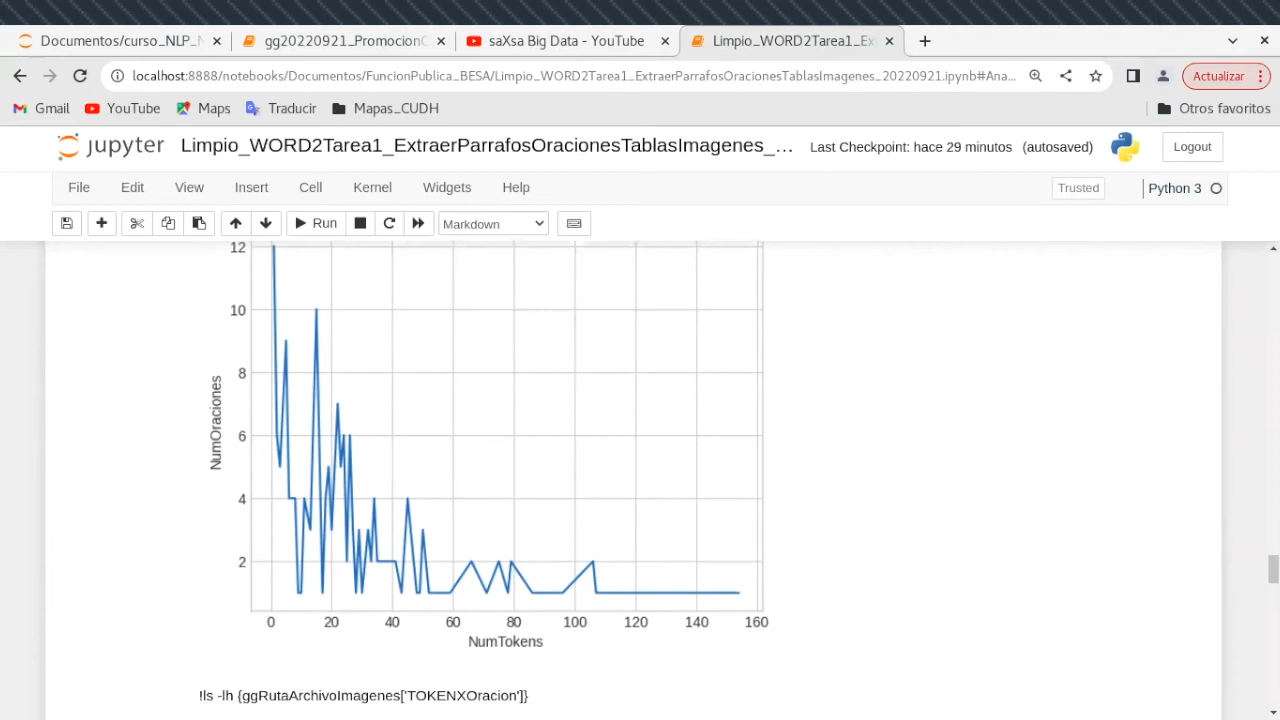 Documentos/curso_NLP_N
gg20220921_PromocionC
saXsa Big Data - YouTube
Limpio_WORD2Tarea1_Ex
localhost:8888/notebooks/Documentos/FuncionPublica_BESA/Limpio_WORD2Tarea1_ExtraerParrafosOracionesTablasImagenes_20220921.ipynb#Ana...
Actualizar
Gmail
YouTube
Maps
Traducir
Mapas_CUDH
Otros favoritos
jupyter
Limpio_WORD2Tarea1_ExtraerParrafosOracionesTablasImagenes_...
Last Checkpoint: hace 29 minutos (autosaved)
Logout
File Edit View Insert Cell Kernel Widgets Help
Trusted
Python 3
Run
Markdown
12
10
8
6
4
2
NumOraciones
0 20 40 60 80 100 120 140 160
NumTokens
!ls -lh {ggRutaArchivoImagenes['TOKENXOracion']}